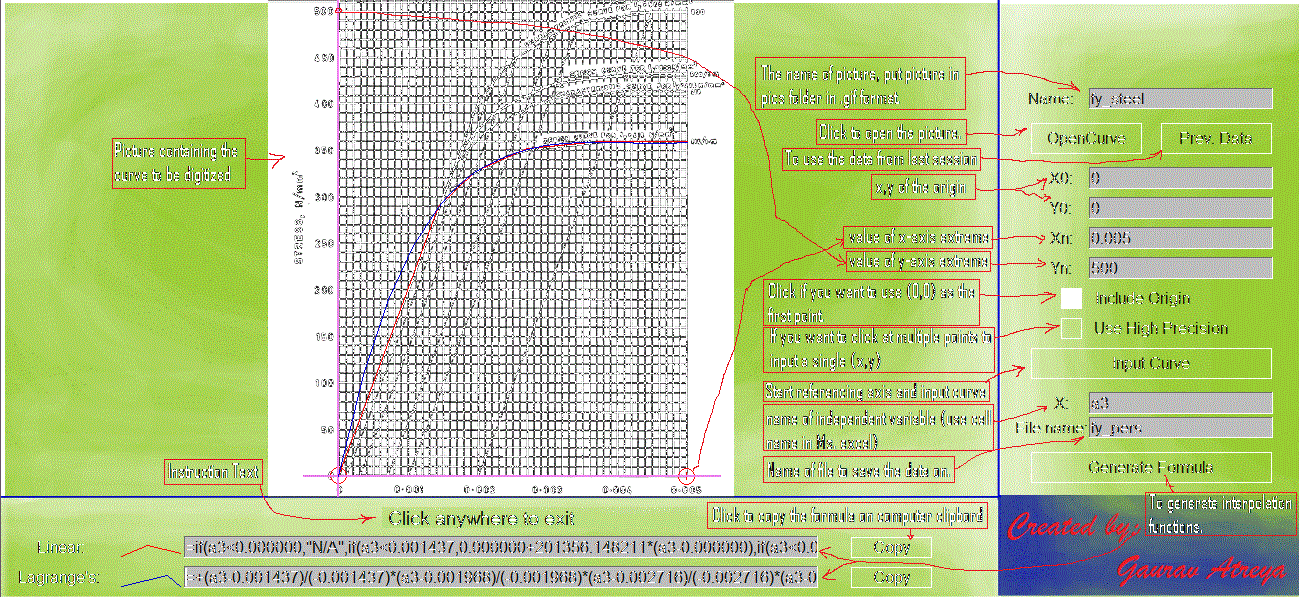 500
450
400
350
300
250
200
150
100
50
STRESS, N/mm²
0
0.001
0.002
0.003
0.004
0.005
Picture containing the
curve to be digitized
Instruction Text
The name of picture, put picture in
pics folder in .gif format
Click to open the picture.
To use the data from last session
x,y of the origin
value of x-axis extreme
value of y-axis extreme
Click if you want to use (0,0) as the
first point
If you want to click at multiple points to
input a single (x,y)
Start referencing axis and input curve
name of independent variable (use cell
name in Ms. excel)
Name of file to save the data on.
Name:
OpenCurve
Prev. Data
X0: 0
Y0: 0
Xn: 0.005
Yn: 500
Include Origin
Use High Precision
Input Curve
X: a3
File name:
Generate Formula
To generate interpolation
functions.
Click to copy the formula on computer clipbord
Click anywhere to exit
Linear: =if(a3<0.000000,"N/A",if(a3<0.001437,0.000000+201356.146211*(a3-0.000000),if(a3<0.0
Copy
Lagrange's: =+(a3-0.001437)/(-0.001437)*(a3-0.001966)/(-0.001966)*(a3-0.002716)/(-0.002716)*(a3-0
Copy
Created by:
Gaurav Atreya